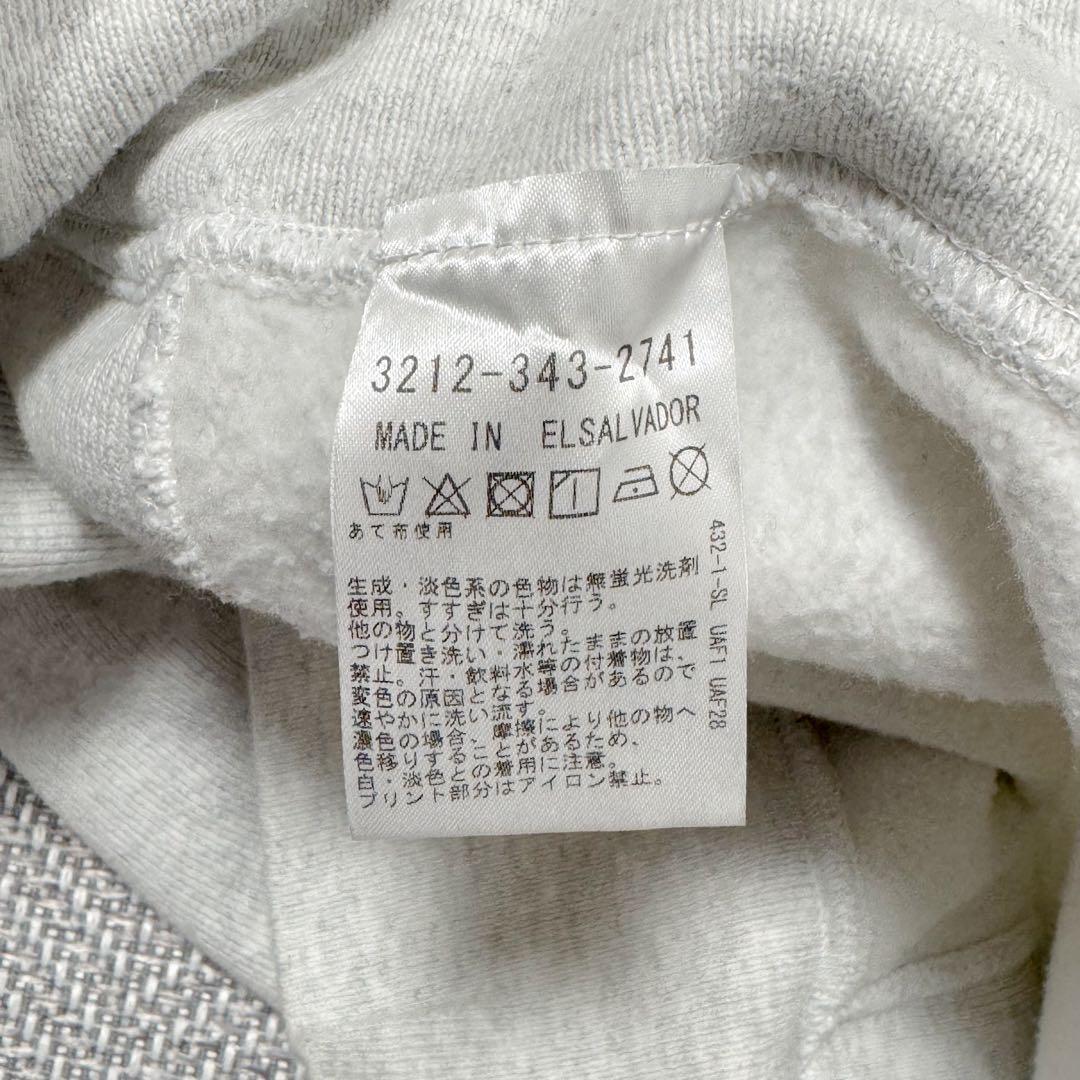 3212-343-2741
MADE IN ELSALVADOR
あて布使用
生成・淡色系の色物は無蛍光洗剤
使用。すすぎは十分行う。
他の物と分けて洗う。
つけ置き洗い・濡れたままの放置
禁止。汗・飲料水等の付着物は、
変色の原因となる場合があるので
速やかに洗い流す。
濃色の場合、摩擦により他の物へ
色移りすることがあるため、
白・淡色との着用に注意。
プリント部分はアイロン禁止。
432-1-SL UAF1 UAF28